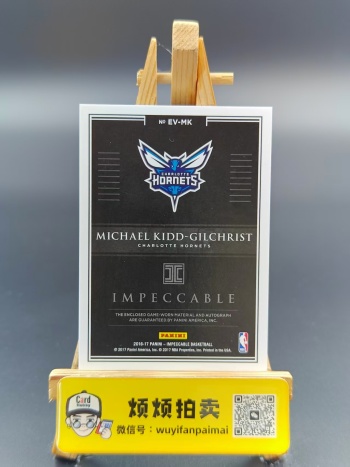 Nº EV-MK
CHARLOTTE
HORNETS
MICHAEL KIDD-GILCHRIST
CHARLOTTE HORNETS
IMPECCABLE
THE ENCLOSED GAME-WORN MATERIAL AND AUTOGRAPH
ARE GUARANTEED BY PANINI AMERICA, INC.
PANINI
2016-17 PANINI – IMPECCABLE BASKETBALL
© 2017 Panini America, Inc. © 2017 NBA Properties, Inc. Printed in the USA.
Card
烦烦拍卖
微信号：wuyifanpaimai